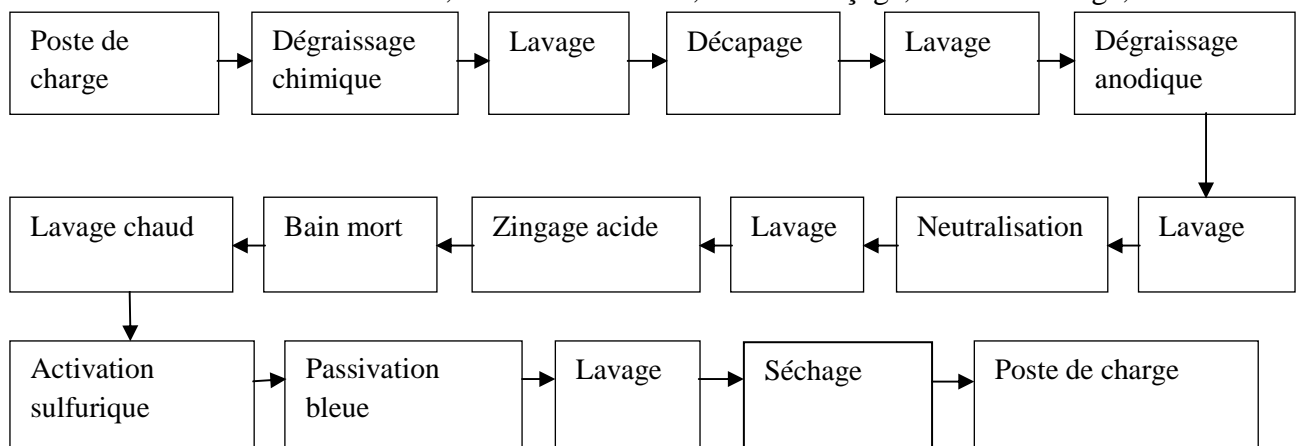 Poste de
charge
Dégraissage
chimique
Lavage
Décapage
Lavage
Dégraissage
anodique
Lavage
Neutralisation
Lavage
Zingage acide
Bain mort
Lavage chaud
Activation
sulfurique
Passivation
bleue
Lavage
Séchage
Poste de charge